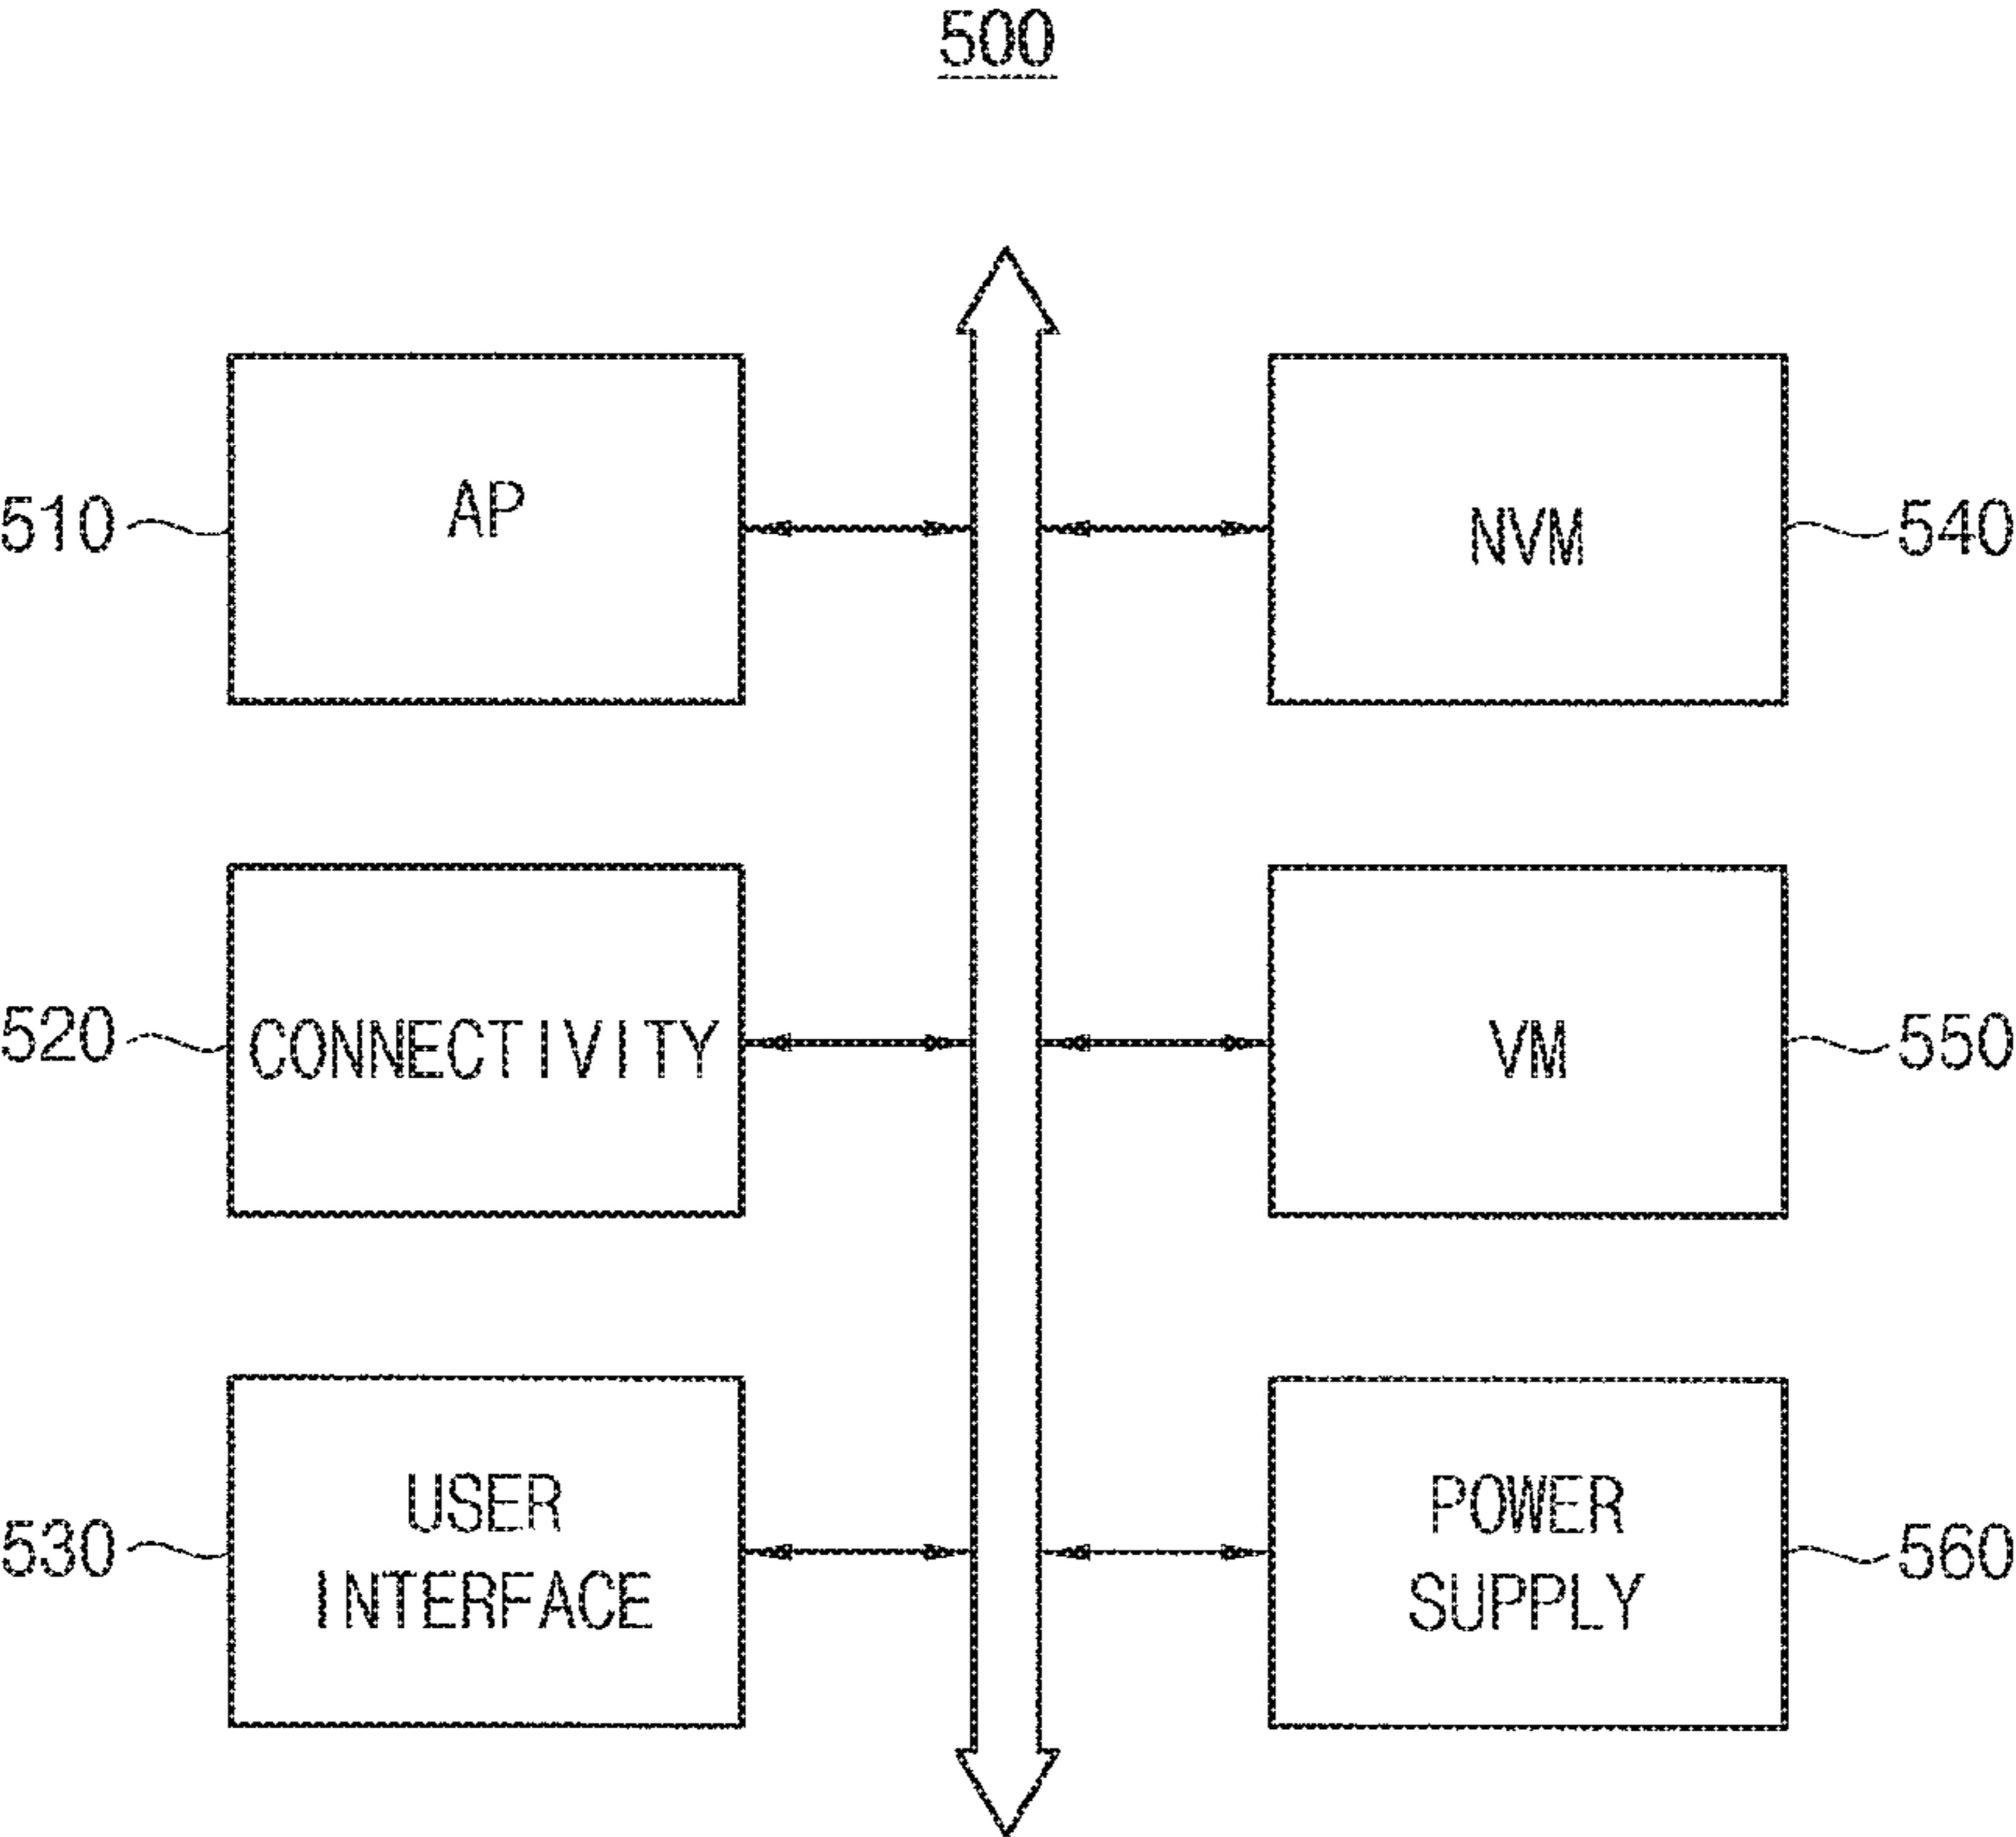 500
AP
NVM
510
540
CONNECTIVITY
VM
520
550
USER
INTERFACE
POWER
SUPPLY
530
560